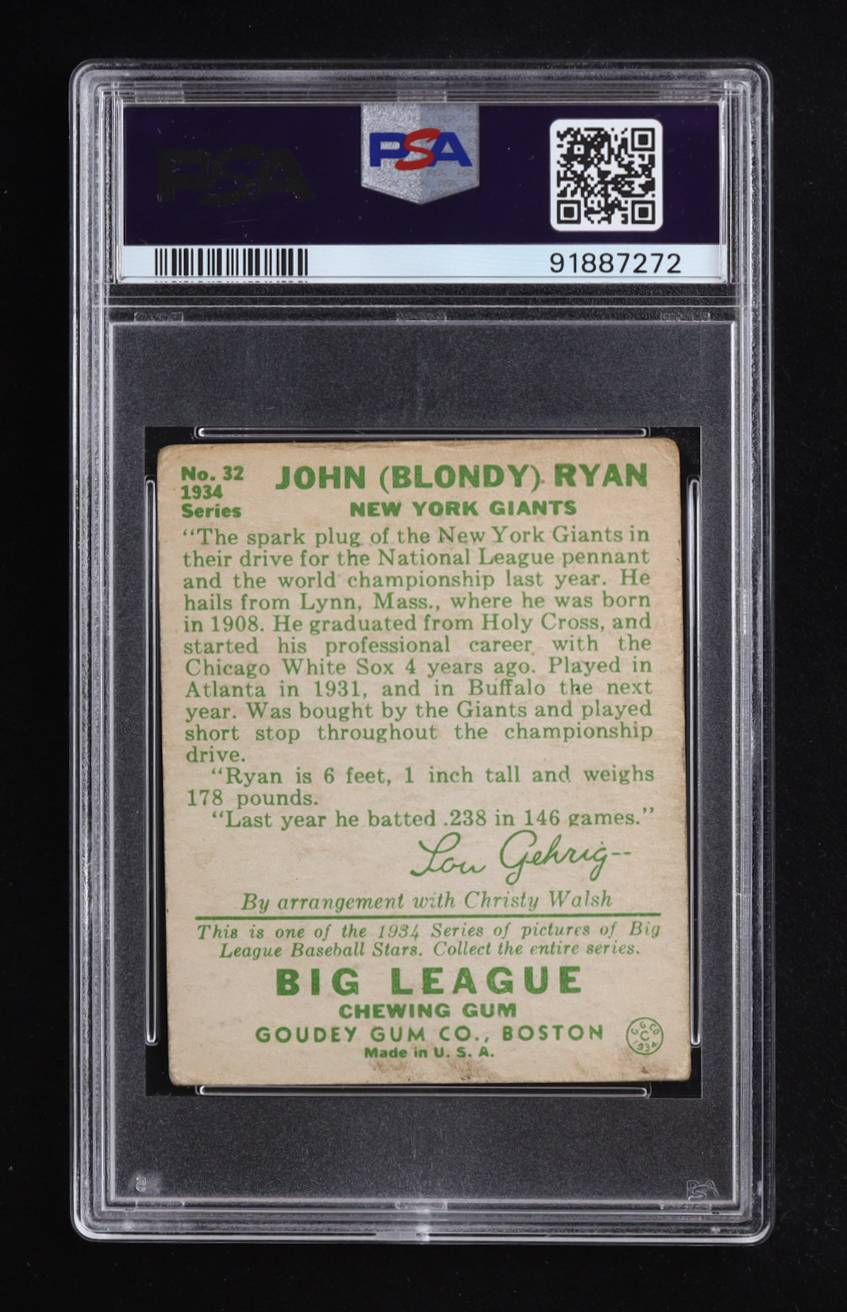 PSA
PSA
91887272
No. 32
1934
Series
JOHN (BLONDY) RYAN
NEW YORK GIANTS
“The spark plug of the New York Giants in
their drive for the National League pennant
and the world championship last year. He
hails from Lynn, Mass., where he was born
in 1908. He graduated from Holy Cross, and
started his professional career with the
Chicago White Sox 4 years ago. Played in
Atlanta in 1931, and in Buffalo the next
year. Was bought by the Giants and played
short stop throughout the championship
drive.
“Ryan is 6 feet, 1 inch tall and weighs
178 pounds.
“Last year he batted .238 in 146 games.”
Lou Gehrig--
By arrangement with Christy Walsh
This is one of the 1934 Series of pictures of Big
League Baseball Stars. Collect the entire series.
BIG LEAGUE
CHEWING GUM
GOUDEY GUM CO., BOSTON
Made in U. S. A.
G G CO
C
1934
PSA